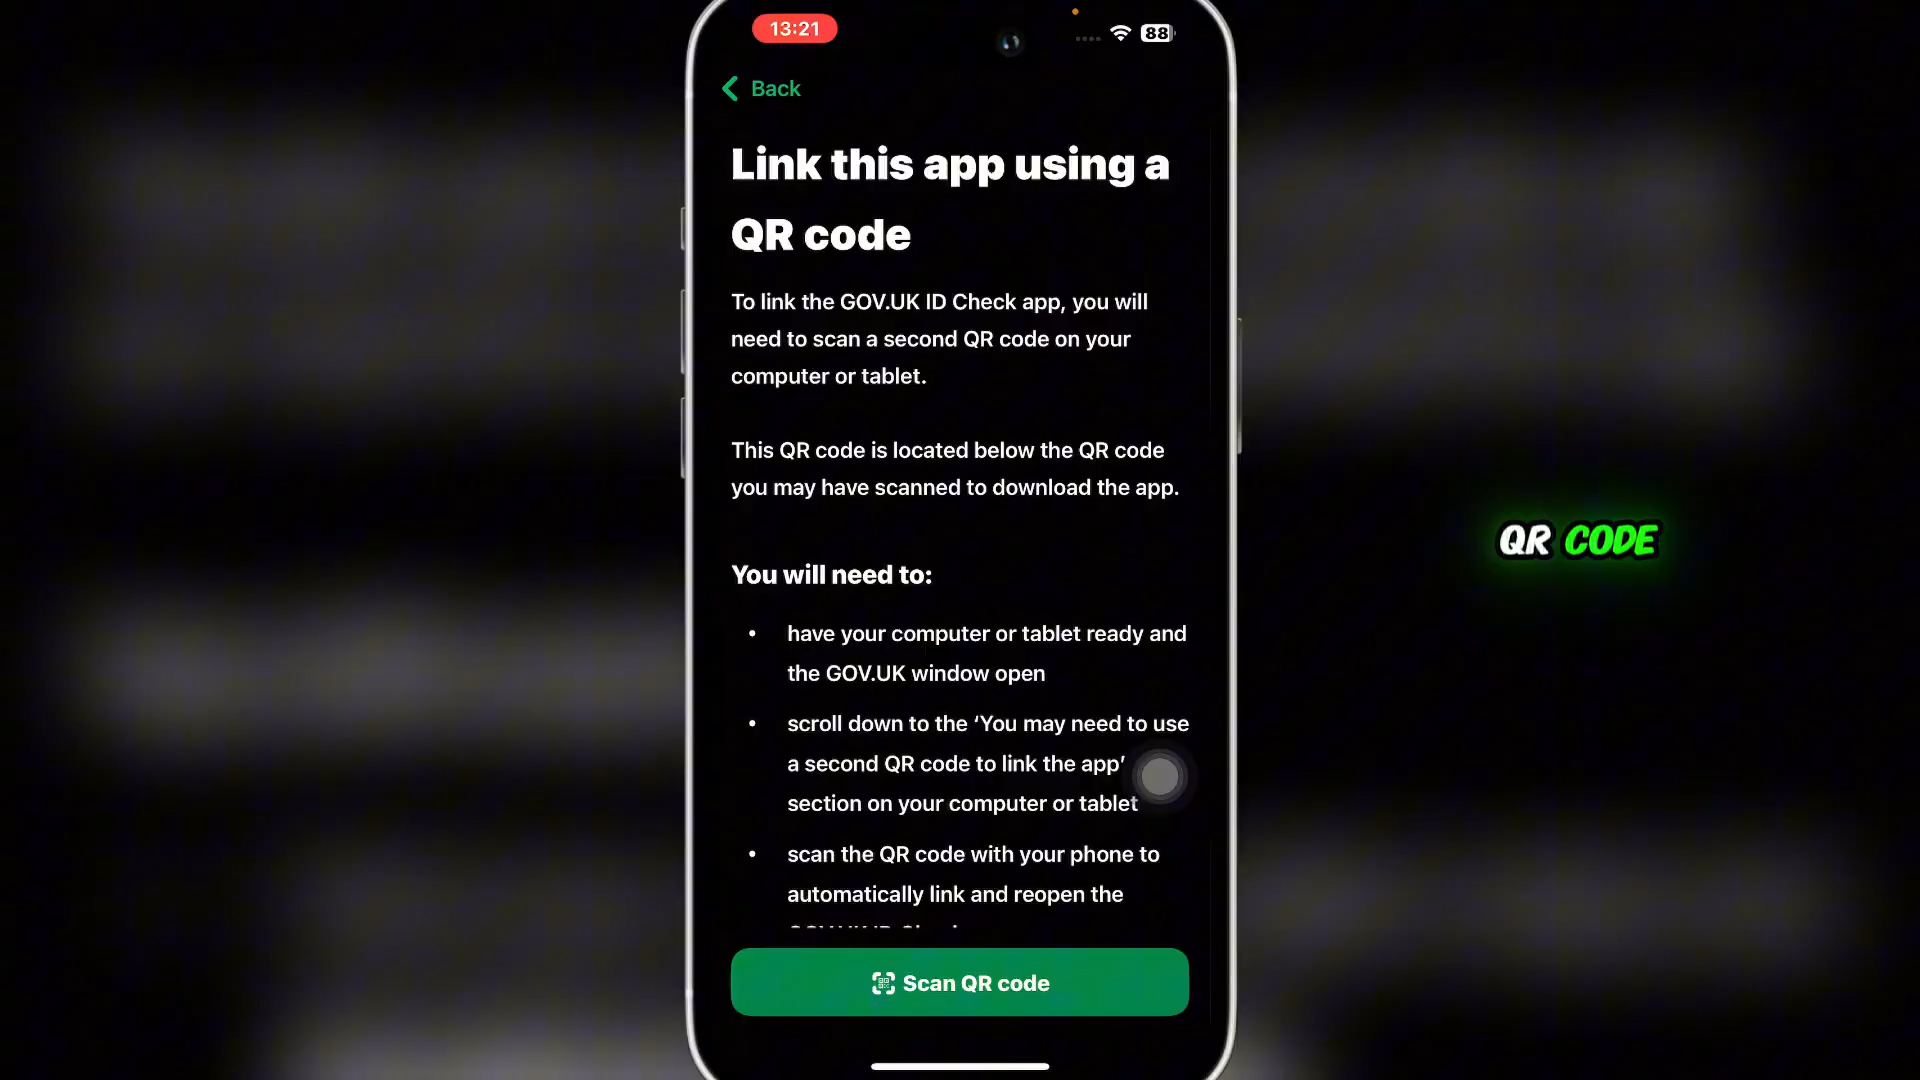 13:21
88
Back
Link this app using a
QR code
To link the GOV.UK ID Check app, you will
need to scan a second QR code on your
computer or tablet.
This QR code is located below the QR code
you may have scanned to download the app.
You will need to:
• have your computer or tablet ready and
the GOV.UK window open
• scroll down to the ‘You may need to use
a second QR code to link the app’
section on your computer or tablet
• scan the QR code with your phone to
automatically link and reopen the
Scan QR code
QR CODE